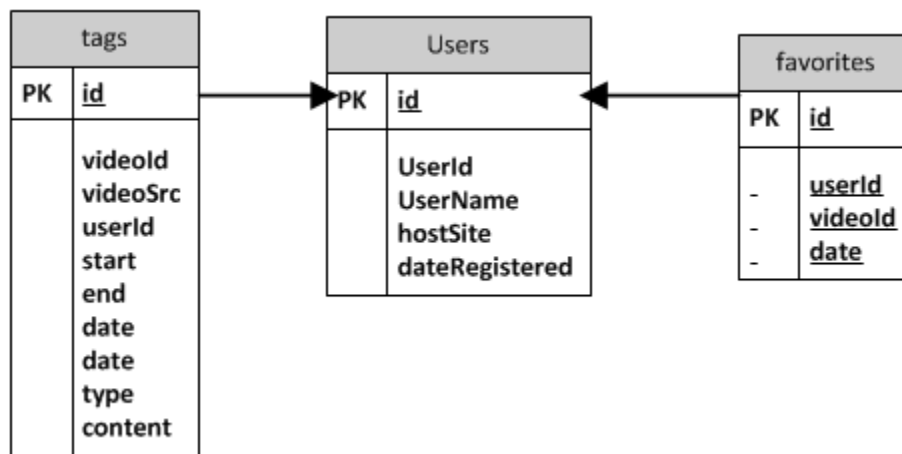 tags
PK id
videoId
videoSrc
userId
start
end
date
date
type
content
Users
PK id
UserId
UserName
hostSite
dateRegistered
favorites
PK id
- userId
- videoId
- date